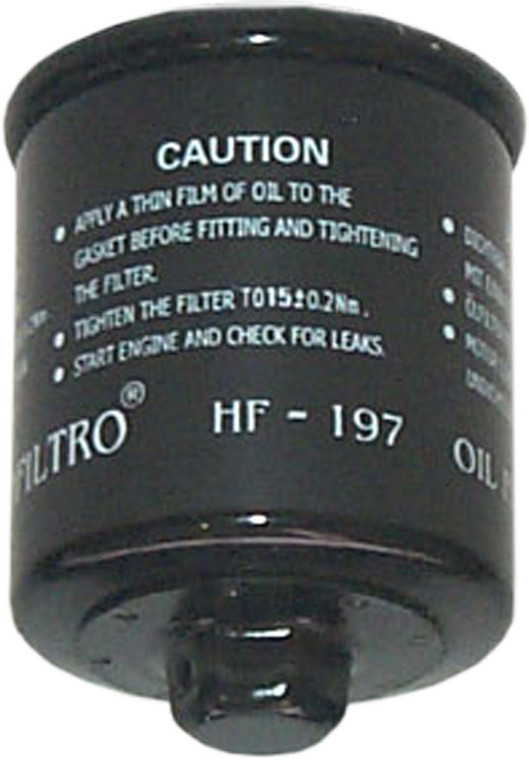 CAUTION
• APPLY A THIN FILM OF OIL TO THE
GASKET BEFORE FITTING AND TIGHTENING
THE FILTER.
• TIGHTEN THE FILTER TO15±0.2Nm.
• START ENGINE AND CHECK FOR LEAKS.
FILTRO® HF - 197 OIL